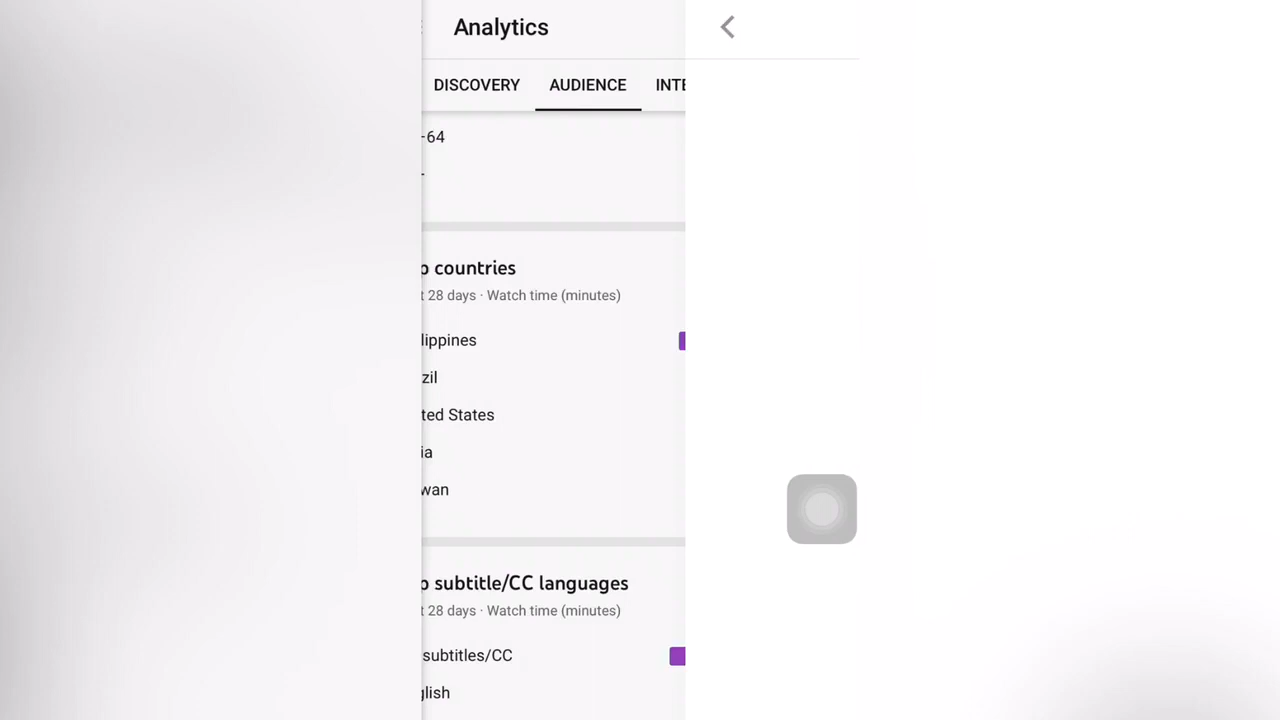 Analytics
DISCOVERY AUDIENCE INTE
-64
p countries
t 28 days · Watch time (minutes)
lippines
zil
ted States
ia
wan
p subtitle/CC languages
t 28 days · Watch time (minutes)
subtitles/CC
glish